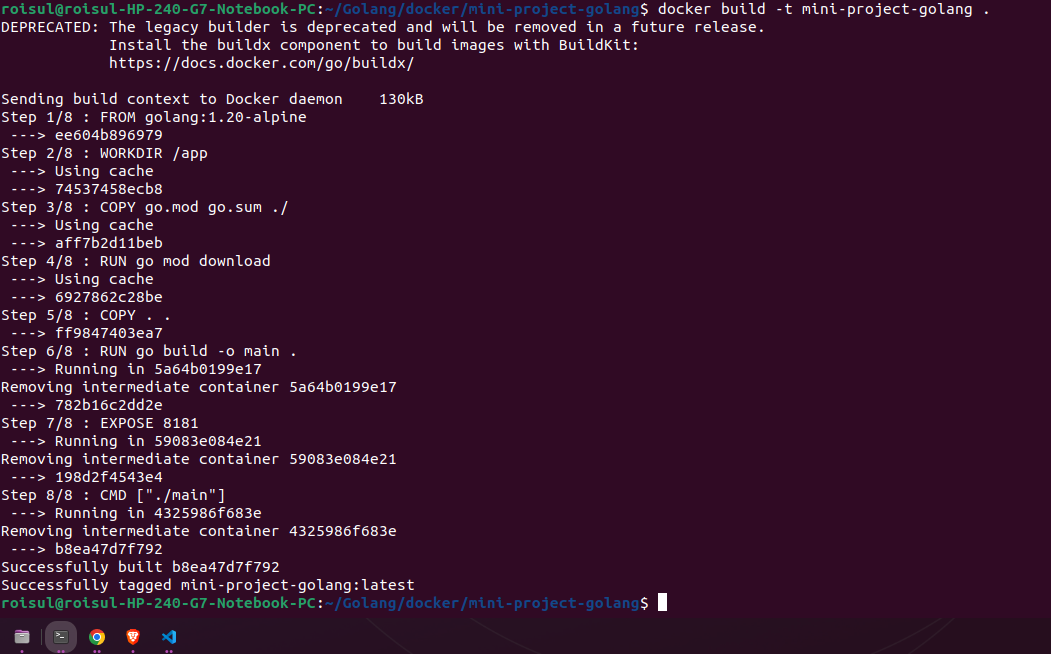 roisul@roisul-HP-240-G7-Notebook-PC:~/Golang/docker/mini-project-golang$ docker build -t mini-project-golang .
DEPRECATED: The legacy builder is deprecated and will be removed in a future release.
            Install the buildx component to build images with BuildKit:
            https://docs.docker.com/go/buildx/

Sending build context to Docker daemon    130kB
Step 1/8 : FROM golang:1.20-alpine
 ---> ee604b896979
Step 2/8 : WORKDIR /app
 ---> Using cache
 ---> 74537458ecb8
Step 3/8 : COPY go.mod go.sum ./
 ---> Using cache
 ---> aff7b2d11beb
Step 4/8 : RUN go mod download
 ---> Using cache
 ---> 6927862c28be
Step 5/8 : COPY . .
 ---> ff9847403ea7
Step 6/8 : RUN go build -o main .
 ---> Running in 5a64b0199e17
Removing intermediate container 5a64b0199e17
 ---> 782b16c2dd2e
Step 7/8 : EXPOSE 8181
 ---> Running in 59083e084e21
Removing intermediate container 59083e084e21
 ---> 198d2f4543e4
Step 8/8 : CMD ["./main"]
 ---> Running in 4325986f683e
Removing intermediate container 4325986f683e
 ---> b8ea47d7f792
Successfully built b8ea47d7f792
Successfully tagged mini-project-golang:latest
roisul@roisul-HP-240-G7-Notebook-PC:~/Golang/docker/mini-project-golang$